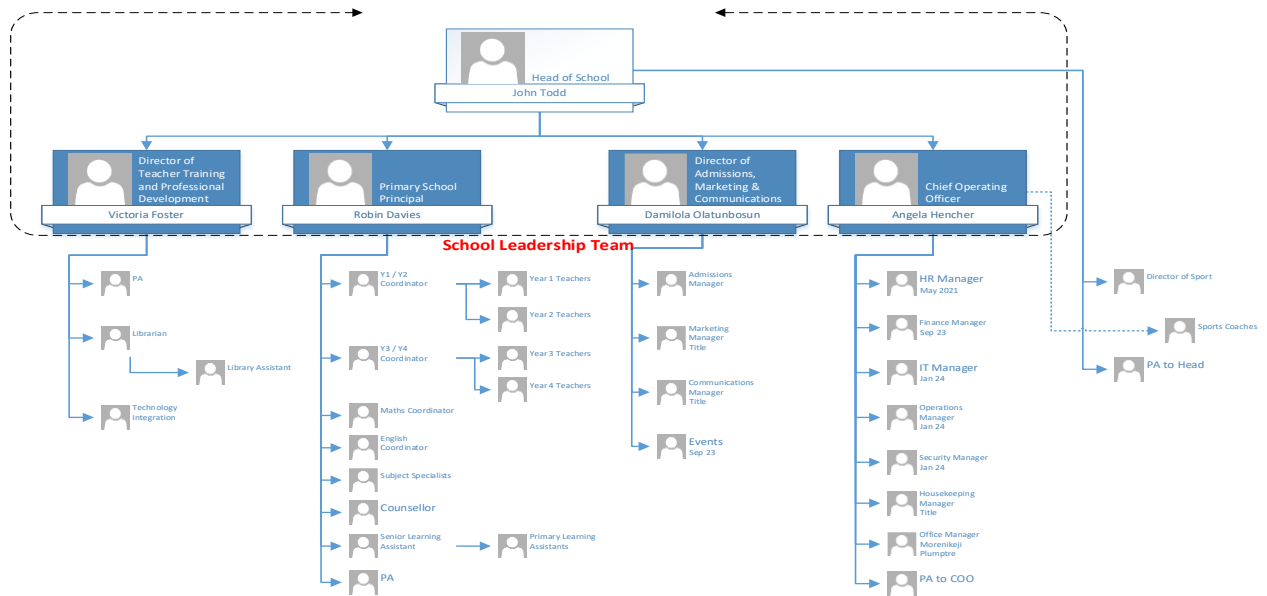 Head of School
John Todd
Director of
Teacher Training
and Professional
Development
Victoria Foster
Primary School
Principal
Robin Davies
Director of
Admissions,
Marketing &
Communications
Damilola Olatunbosun
Chief Operating
Officer
Angela Hencher
School Leadership Team
PA
Librarian
Library Assistant
Technology
Integration
Y1 / Y2
Coordinator
Year 1 Teachers
Year 2 Teachers
Y3 / Y4
Coordinator
Year 3 Teachers
Year 4 Teachers
Maths Coordinator
English
Coordinator
Subject Specialists
Counsellor
Senior Learning
Assistant
Primary Learning
Assistants
PA
Admissions
Manager
Marketing
Manager
Title
Communications
Manager
Title
Events
Sep 23
HR Manager
May 2021
Finance Manager
Sep 23
IT Manager
Jan 24
Operations
Manager
Jan 24
Security Manager
Jan 24
Housekeeping
Manager
Title
Office Manager
Morenikeji
Plumptre
PA to COO
Director of Sport
Sports Coaches
PA to Head